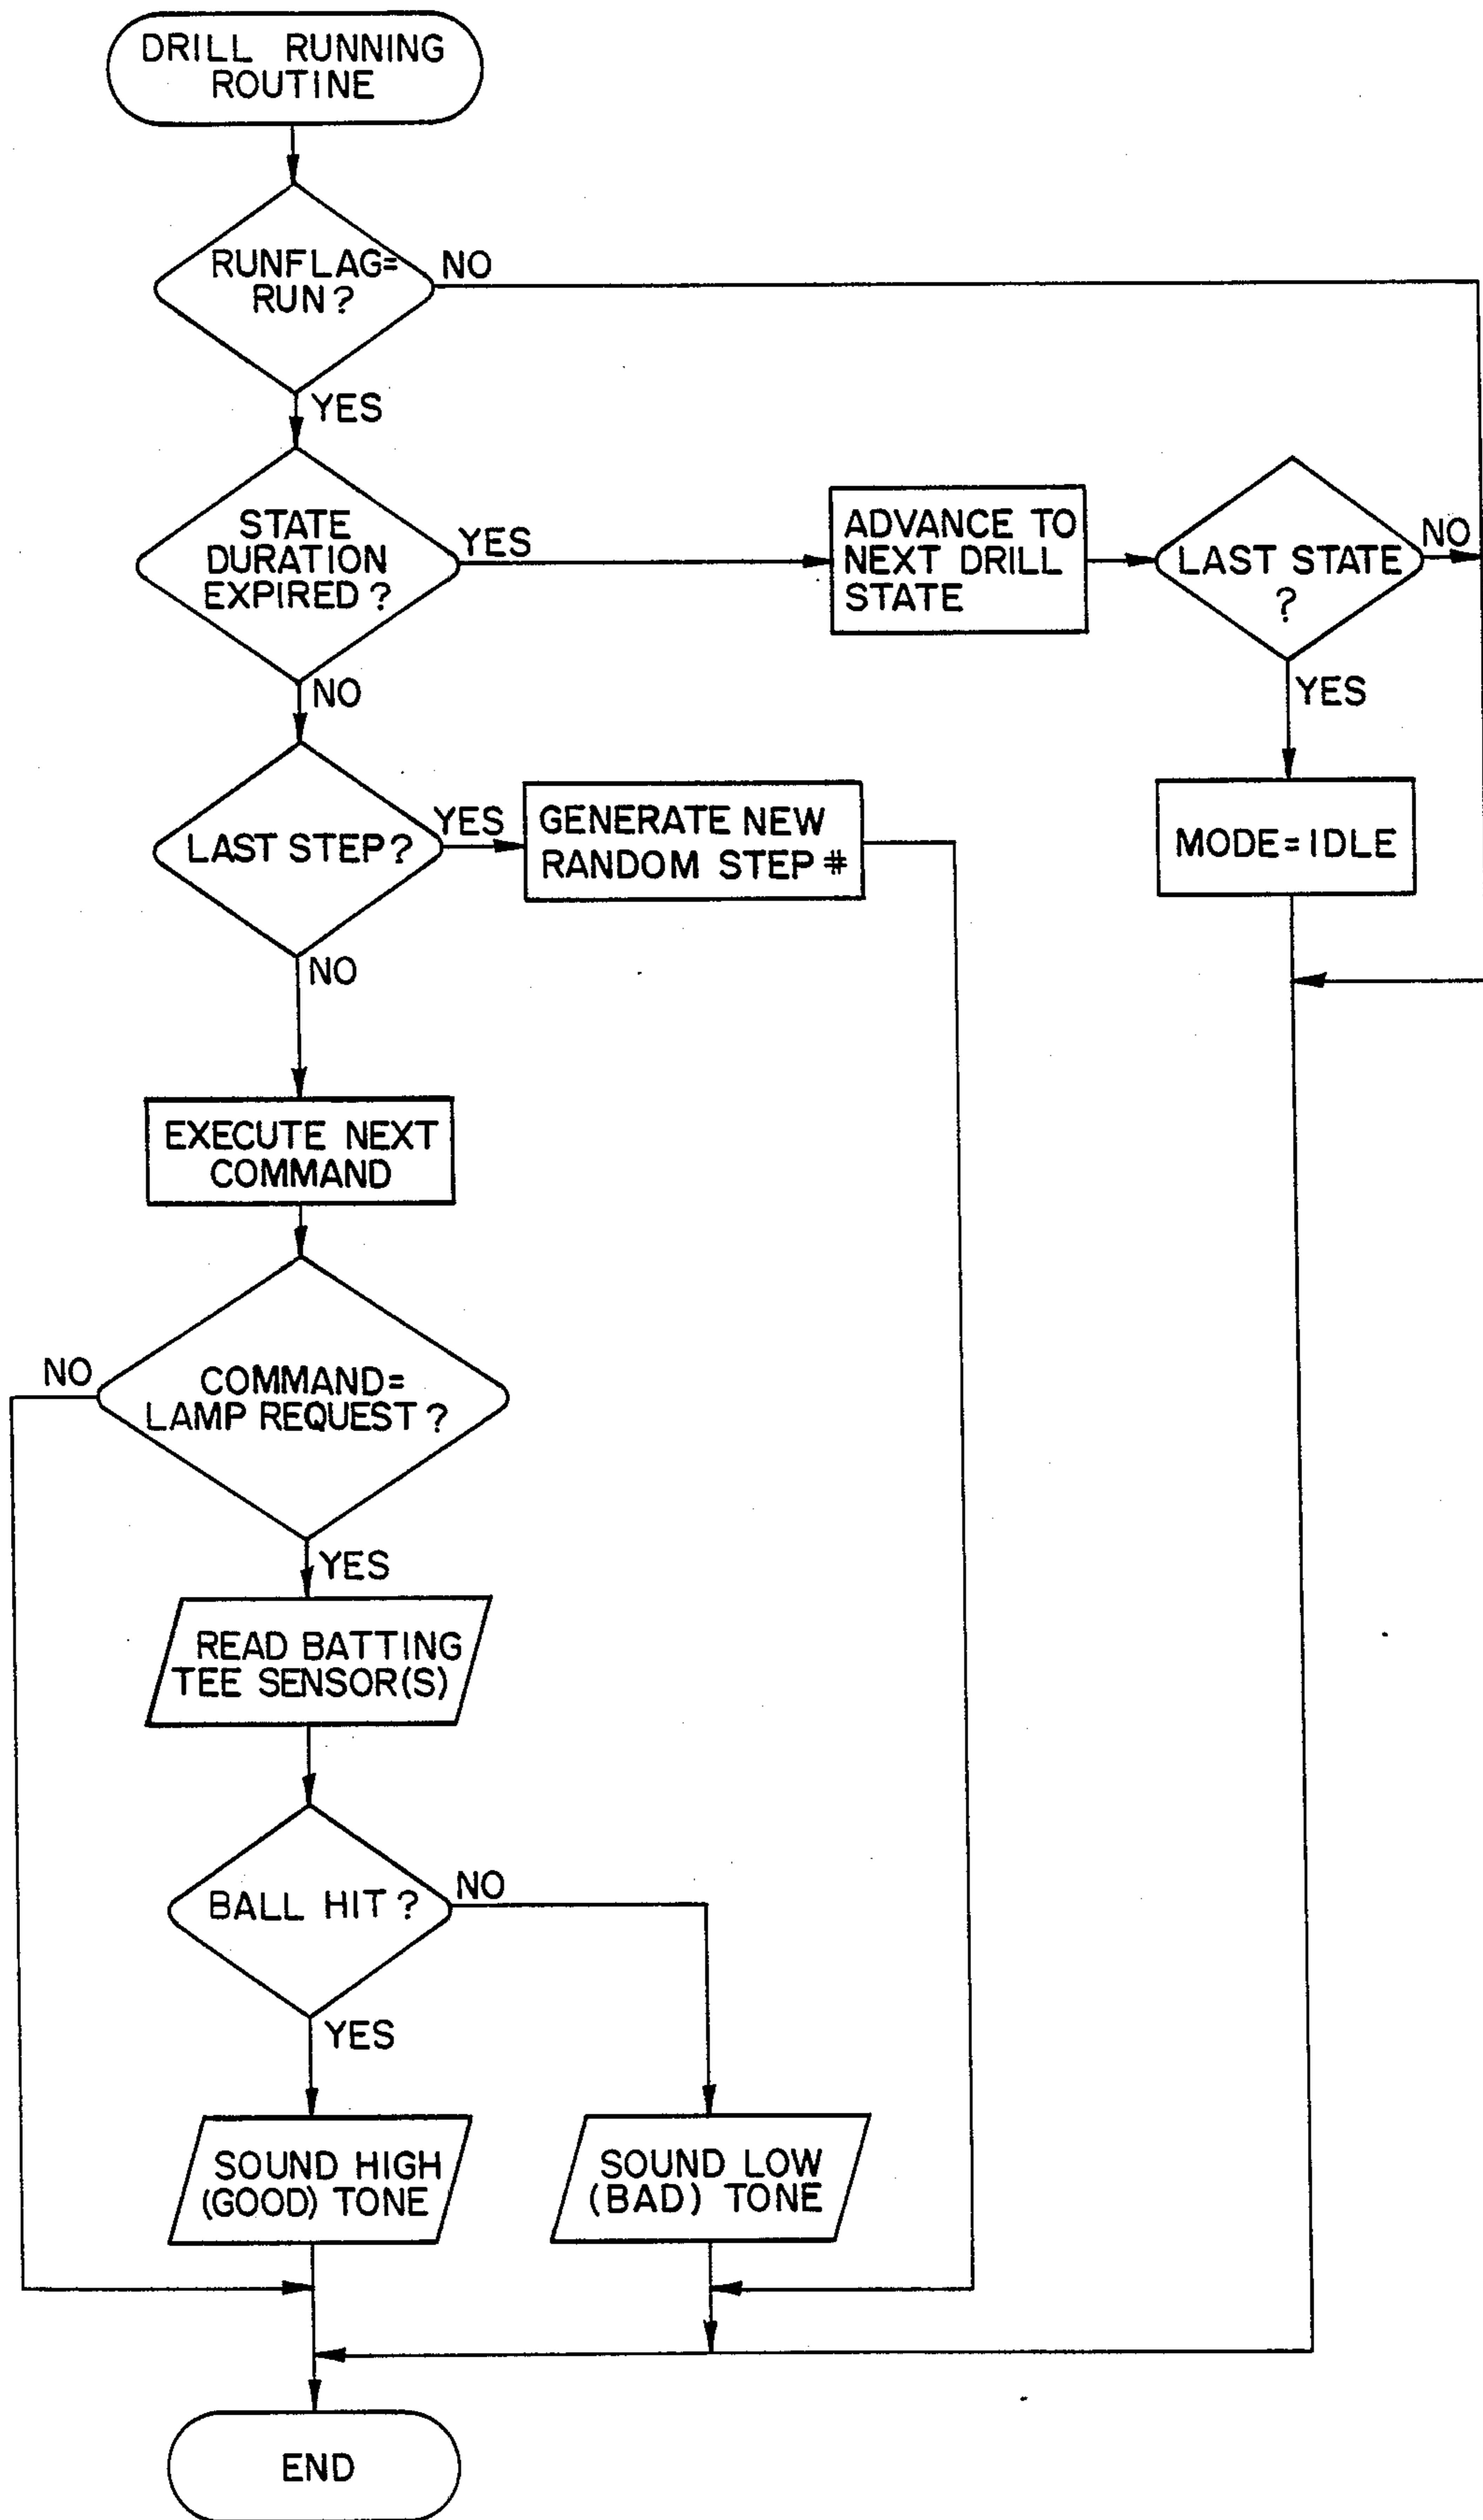 DRILL RUNNING
ROUTINE
RUNFLAG=
RUN?
NO
YES
STATE
DURATION
EXPIRED?
YES
ADVANCE TO
NEXT DRILL
STATE
LAST STATE
?
NO
NO
YES
LAST STEP?
YES
GENERATE NEW
RANDOM STEP #
MODE=IDLE
NO
EXECUTE NEXT
COMMAND
NO
COMMAND=
LAMP REQUEST?
YES
READ BATTING
TEE SENSOR(S)
BALL HIT?
NO
YES
SOUND HIGH
(GOOD) TONE
SOUND LOW
(BAD) TONE
END